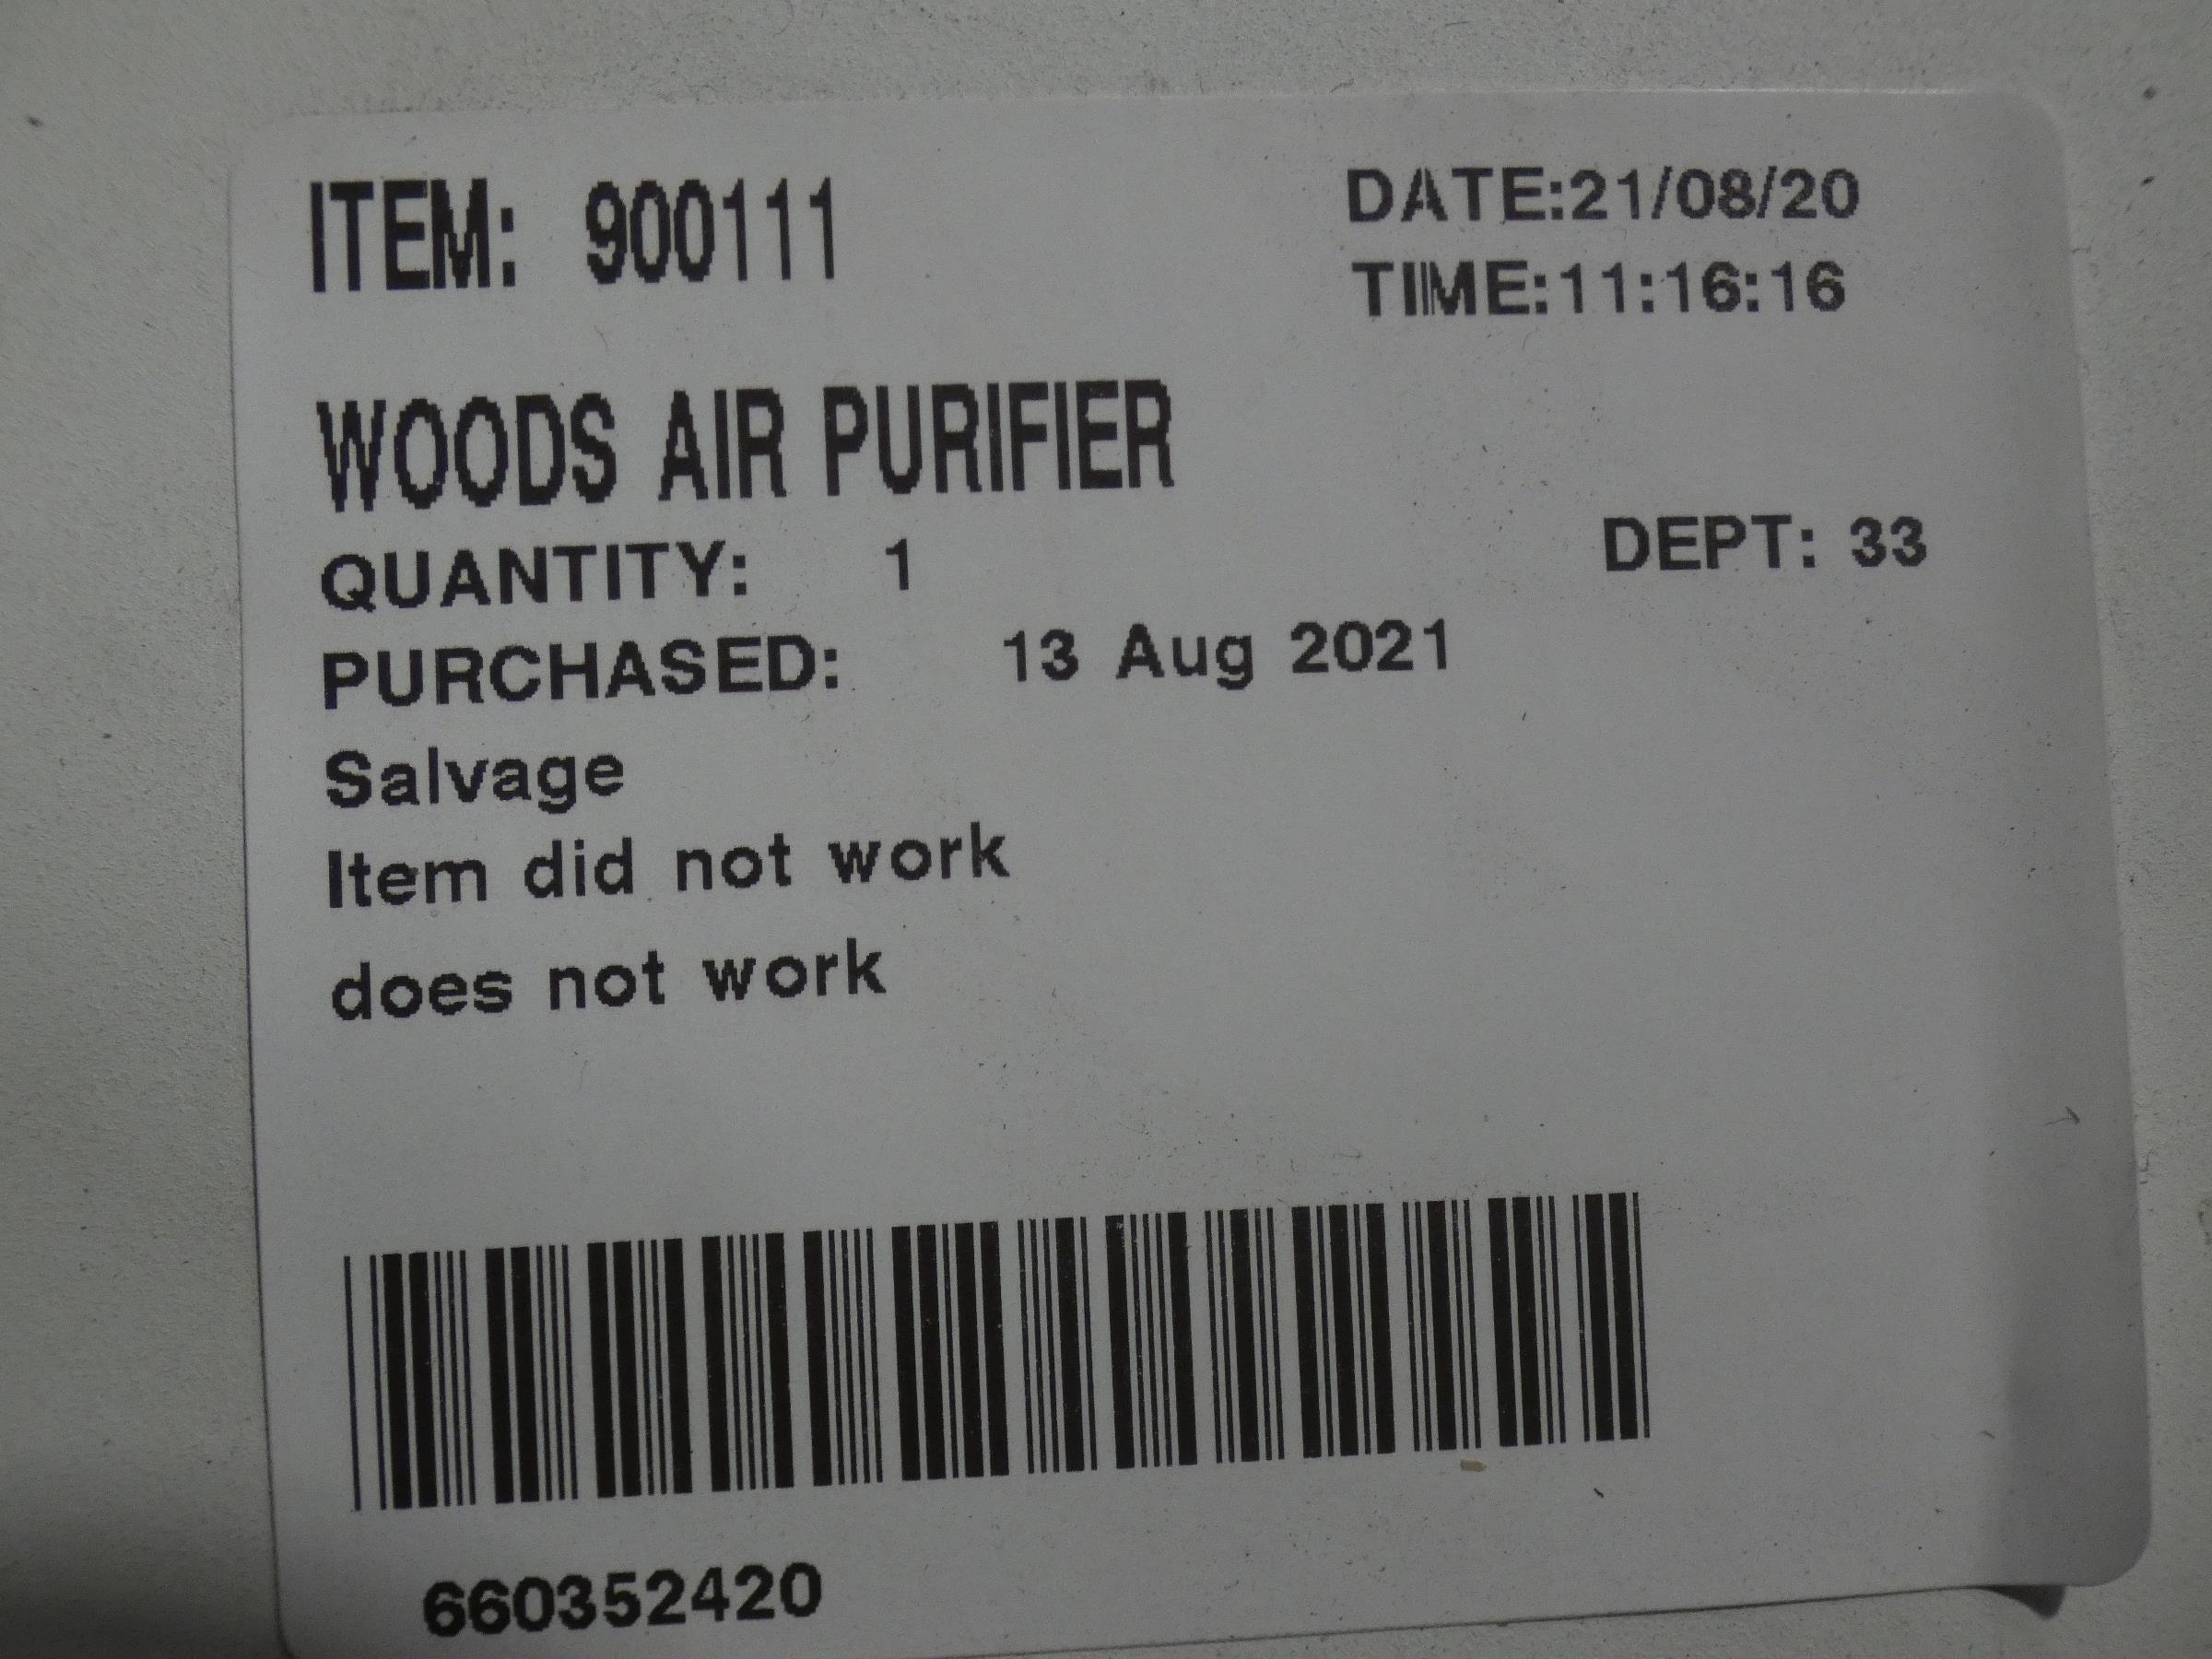 ITEM: 900111
DATE:21/08/20
TIME:11:16:16
WOODS AIR PURIFIER
QUANTITY: 1
DEPT: 33
PURCHASED: 13 Aug 2021
Salvage
Item did not work
does not work
660352420